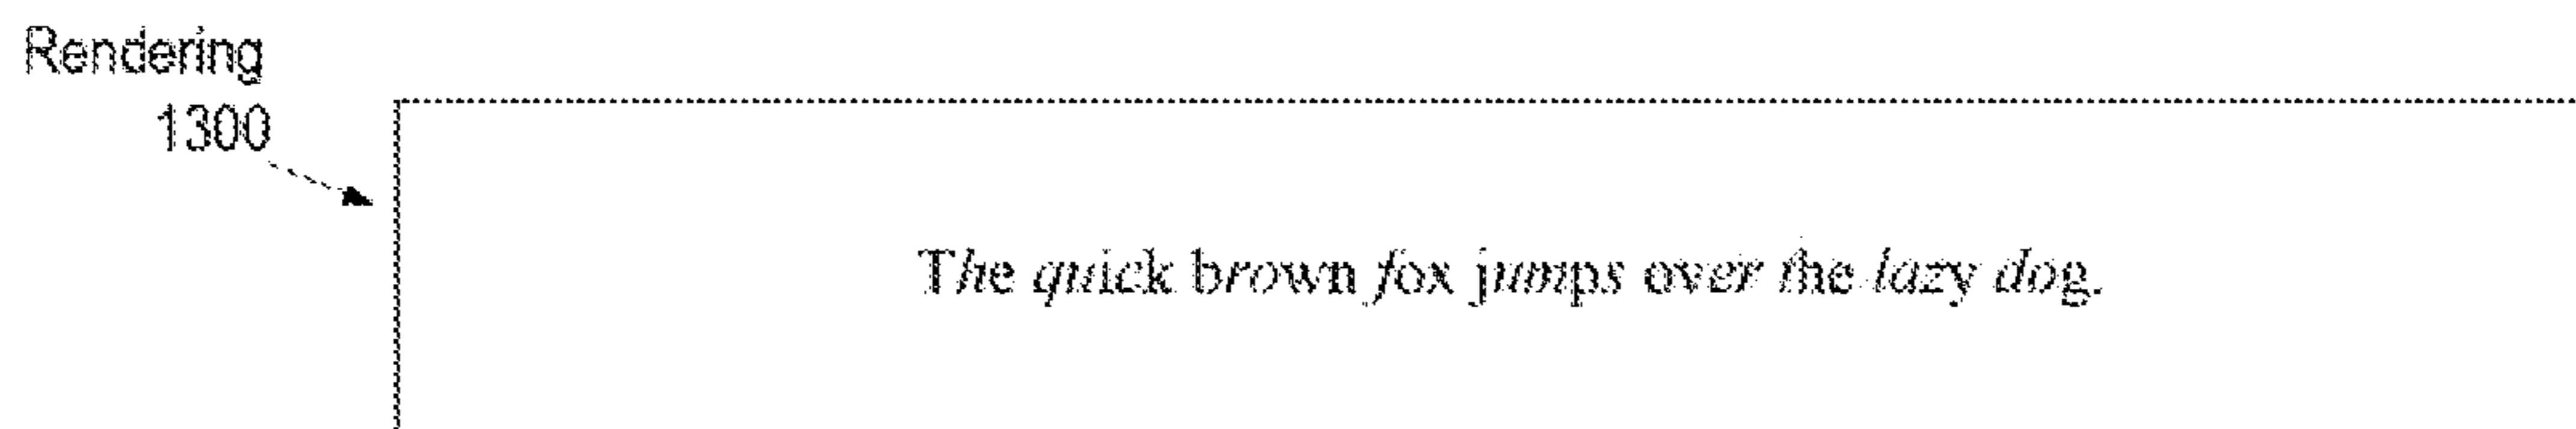 Rendering
1300
The quick brown fox jumps over the lazy dog.